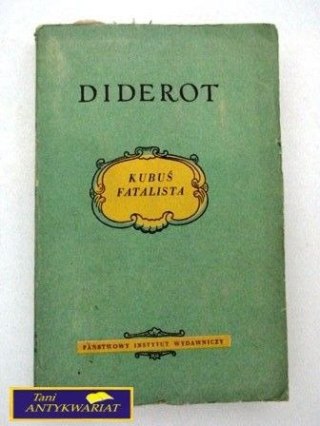 DIDEROT
KUBUŚ
FATALISTA
PAŃSTWOWY INSTYTUT WYDAWNICZY
Tani
ANTYKWARIAT